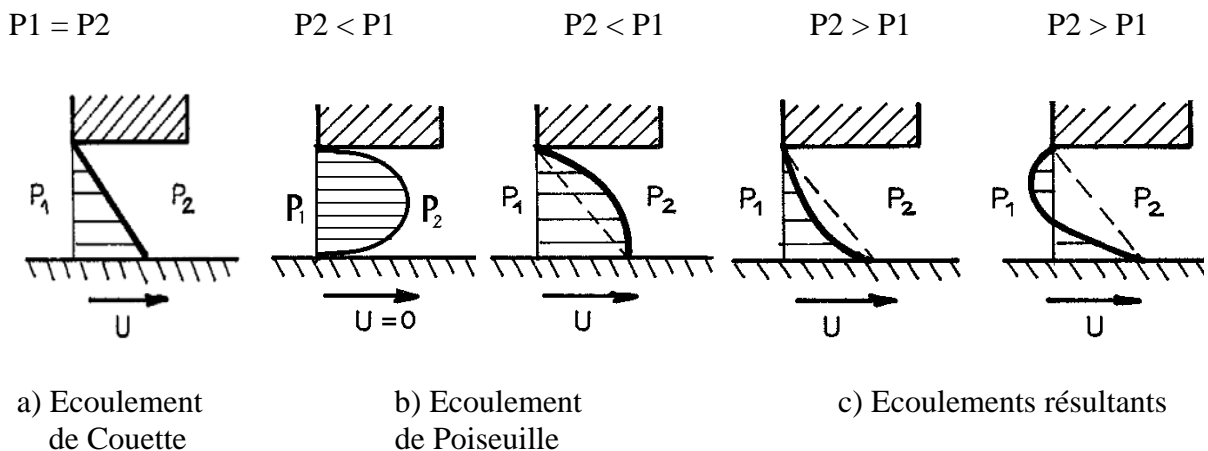 P1 = P2 P2 < P1 P2 < P1 P2 > P1 P2 > P1
P₁ P₂ P₁ P₂ P₁ P₂ P₁ P₂ P₁ P₂
U U = 0 U U U
a) Ecoulement b) Ecoulement c) Ecoulements résultants
de Couette de Poiseuille